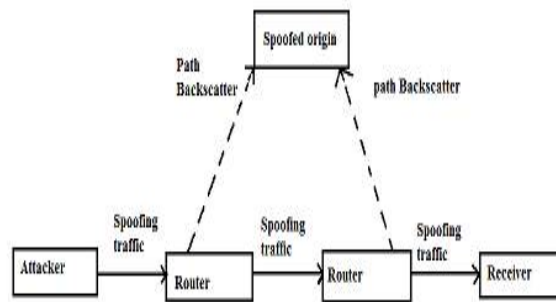 Spoofed origin
Path
Backscatter
path Backscatter
Spoofing
traffic
Spoofing
traffic
Spoofing
traffic
Attacker
Router
Router
Receiver